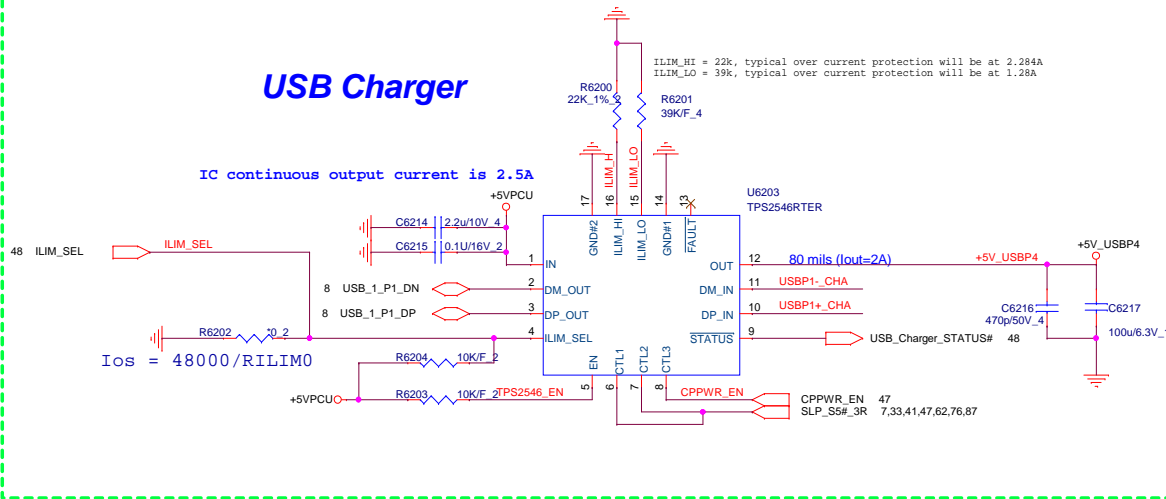 ILIM_HI = 22k, typical over current protection will be at 2.284A
ILIM_LO = 39k, typical over current protection will be at 1.28A
USB Charger
R6200
22K_1%_2
R6201
39K/F_4
IC continuous output current is 2.5A
+5VPCU
ILIM_H
ILIM_LO
17
16
15
14
13
U6203
TPS2546RTER
C6214
2.2u/10V_4
C6215
0.1U/16V_2
GND#2
ILIM_HI
ILIM_LO
GND#1
FAULT
48 ILIM_SEL
ILIM_SEL
1
IN
OUT
12
80 mils (Iout=2A)
+5V_USBP4
+5V_USBP4
8 USB_1_P1_DN
2
DM_OUT
DM_IN
11
USBP1-_CHA
8 USB_1_P1_DP
3
DP_OUT
DP_IN
10
USBP1+_CHA
C6216
470p/50V_4
C6217
100u/6.3V_1
R6202
*0_2
4
ILIM_SEL
STATUS
9
USB_Charger_STATUS# 48
Ios = 48000/RILIM0
R6204
10K/F_2
EN
CTL1
CTL2
CTL3
+5VPCU
R6203
10K/F_2
TPS2546_EN
5
6
7
8
CPPWR_EN
CPPWR_EN 47
SLP_S5#_3R 7,33,41,47,62,76,87